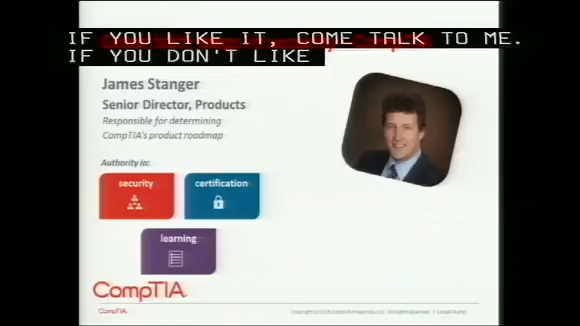 IF YOU LIKE IT, COME TALK TO ME.
IF YOU DON'T LIKE
James Stanger
Senior Director, Products
Responsible for determining
CompTIA's product roadmap
Authority in:
security
certification
learning
CompTIA.
CompTIA.